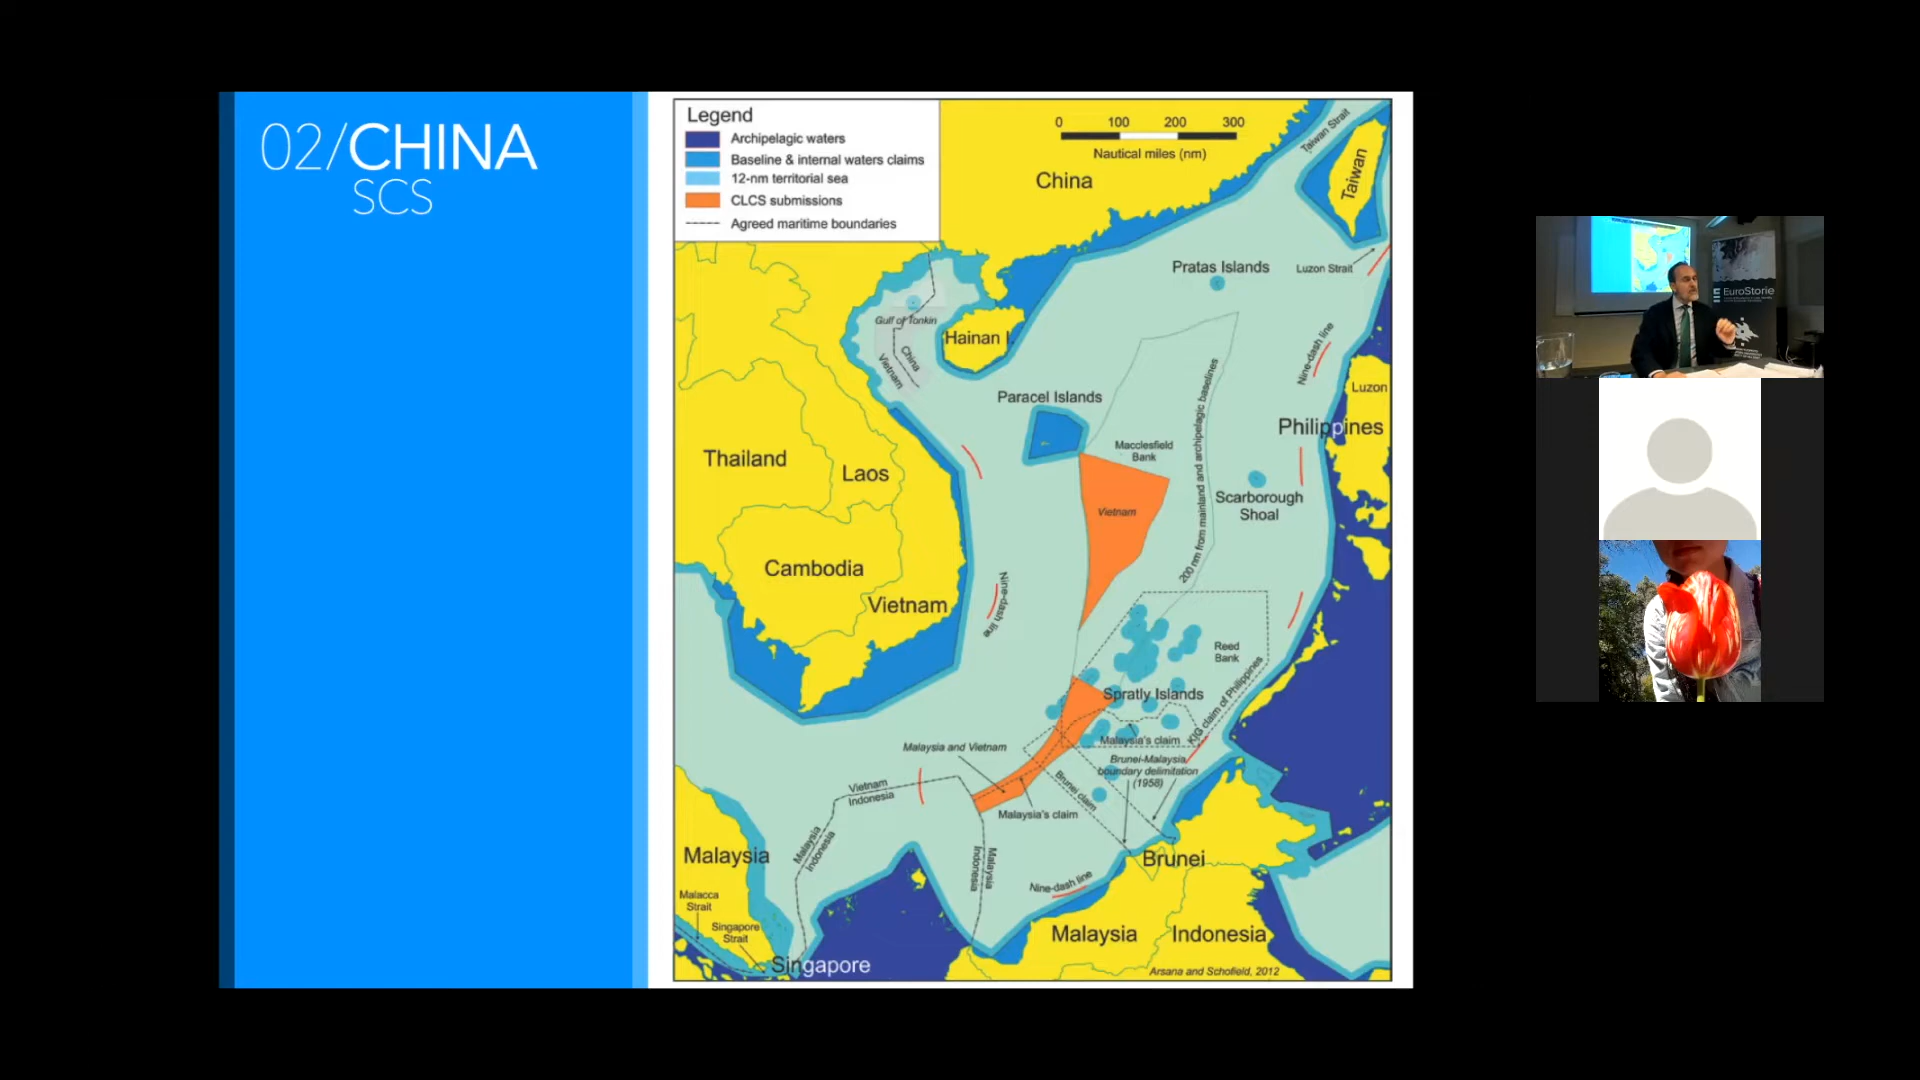 02/CHINA
SCS
Legend
Archipelagic waters
Baseline & internal waters claims
12-nm territorial sea
CLCS submissions
Agreed maritime boundaries
0 100 200 300
Nautical miles (nm)
China
Taiwan Strait
Taiwan
Luzon Strait
Pratas Islands
Gulf of Tonkin
China
Vietnam
Hainan I.
Nine-dash line
Luzon
Philippines
Paracel Islands
Macclesfield
Bank
200 nm from mainland and archipelagic baselines
Scarborough
Shoal
Vietnam
Thailand
Laos
Cambodia
Vietnam
Nine-dash line
Reed
Bank
Spratly Islands
KIG claim of Philippines
Malaysia's claim
Malaysia and Vietnam
Brunei-Malaysia
boundary delimitation
(1958)
Brunei claim
Vietnam
Indonesia
Malaysia's claim
Malaysia
Indonesia
Malaysia
Indonesia
Malaysia
Brunei
Nine-dash line
Malacca
Strait
Singapore
Strait
Singapore
Malaysia
Indonesia
Arsana and Schofield, 2012
EuroStorie